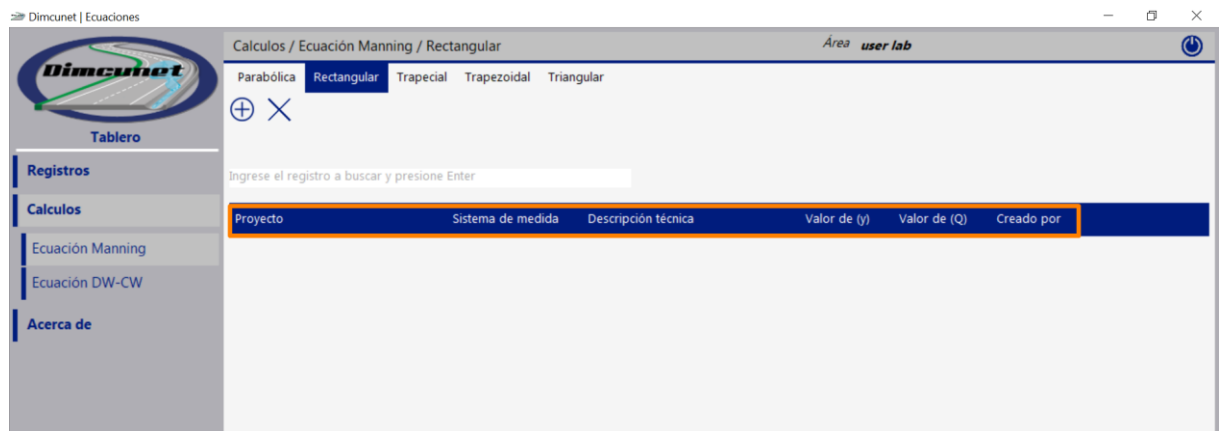 Dimcunet | Ecuaciones
Dimcunet
Tablero
Registros
Calculos
Ecuación Manning
Ecuación DW-CW
Acerca de
Calculos / Ecuación Manning / Rectangular
Área user lab
Parabólica Rectangular Trapecial Trapezoidal Triangular
Ingrese el registro a buscar y presione Enter
Proyecto Sistema de medida Descripción técnica Valor de (y) Valor de (Q) Creado por